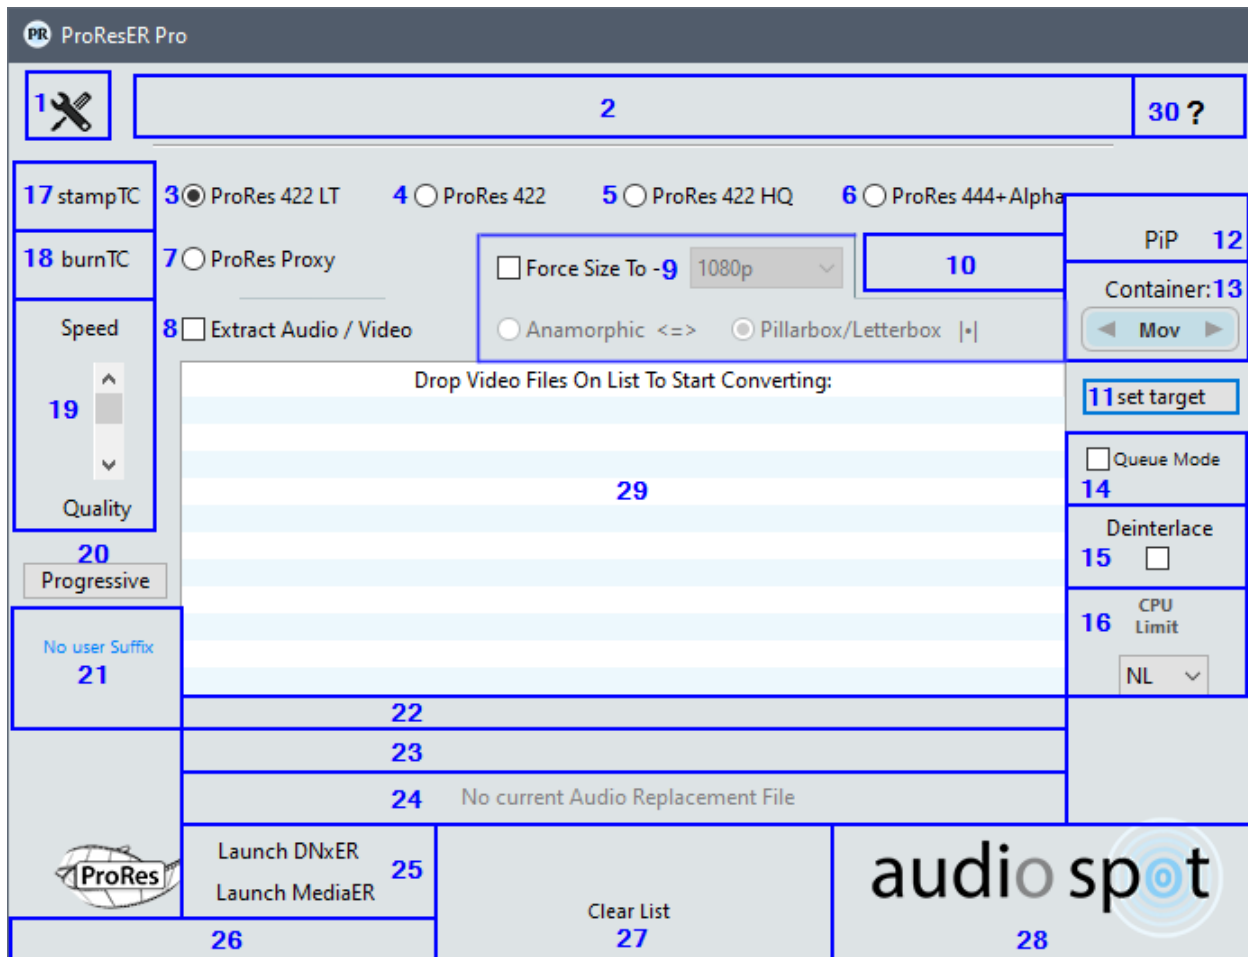 PR ProResER Pro
1
2
30 ?
17 stampTC 3 ProRes 422 LT 4 ProRes 422 5 ProRes 422 HQ 6 ProRes 444+Alpha
18 burnTC 7 ProRes Proxy
Force Size To - 9 1080p
10
PiP 12
Container: 13
Mov
Speed
8 Extract Audio / Video
Anamorphic <=> Pillarbox/Letterbox |•|
19
Quality
Drop Video Files On List To Start Converting:
29
11 set target
Queue Mode
14
Deinterlace
15
CPU
16 Limit
NL
20
Progressive
No user Suffix
21
22
23
24 No current Audio Replacement File
ProRes
Launch DNxER
25
Launch MediaER
26
Clear List
27
audio spot
28